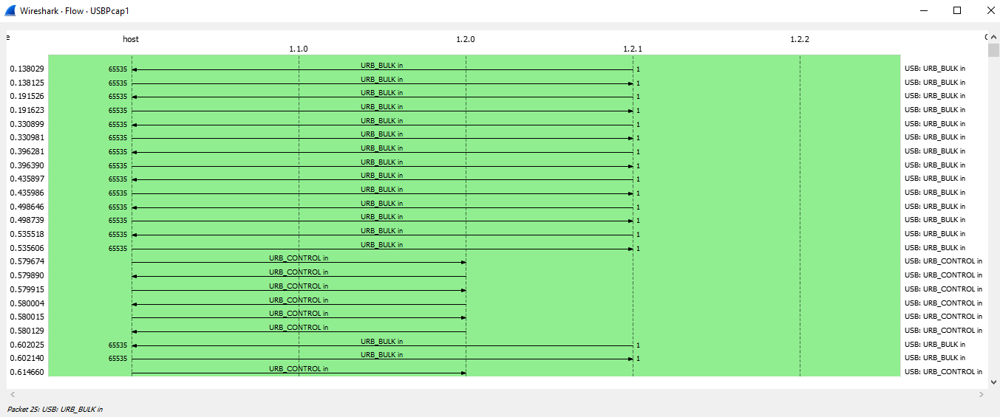 Wireshark · Flow · USBPcap1
host 1.2.0 1.2.2
1.1.0 1.2.1
0.138029 65535 URB_BULK in 1 USB: URB_BULK in
0.138125 65535 URB_BULK in 1 USB: URB_BULK in
0.191526 65535 URB_BULK in 1 USB: URB_BULK in
0.191623 65535 URB_BULK in 1 USB: URB_BULK in
0.330899 65535 URB_BULK in 1 USB: URB_BULK in
0.330981 65535 URB_BULK in 1 USB: URB_BULK in
0.396281 65535 URB_BULK in 1 USB: URB_BULK in
0.396390 65535 URB_BULK in 1 USB: URB_BULK in
0.435897 65535 URB_BULK in 1 USB: URB_BULK in
0.435986 65535 URB_BULK in 1 USB: URB_BULK in
0.498646 65535 URB_BULK in 1 USB: URB_BULK in
0.498739 65535 URB_BULK in 1 USB: URB_BULK in
0.535518 65535 URB_BULK in 1 USB: URB_BULK in
0.535606 65535 URB_BULK in 1 USB: URB_BULK in
0.579674 URB_CONTROL in USB: URB_CONTROL in
0.579890 URB_CONTROL in USB: URB_CONTROL in
0.579915 URB_CONTROL in USB: URB_CONTROL in
0.580004 URB_CONTROL in USB: URB_CONTROL in
0.580015 URB_CONTROL in USB: URB_CONTROL in
0.580129 URB_CONTROL in USB: URB_CONTROL in
0.602025 65535 URB_BULK in 1 USB: URB_BULK in
0.602140 65535 URB_BULK in 1 USB: URB_BULK in
0.614660 URB_CONTROL in USB: URB_CONTROL in
Packet 25: USB: URB_BULK in